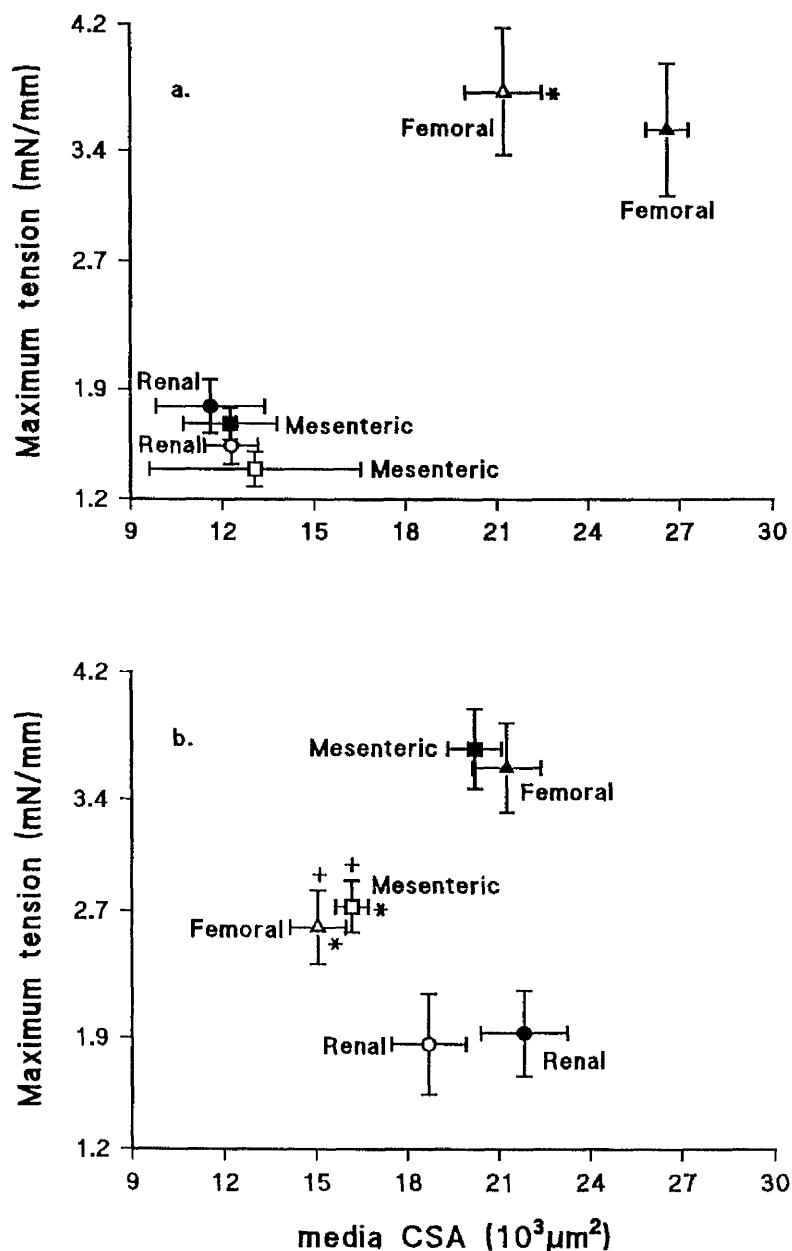 4.2
a.
*
Femoral
3.4
Femoral
2.7
1.9
Renal
Mesenteric
Renal
Mesenteric
1.2
9 12 15 18 21 24 27 30
Maximum tension (mN/mm)
4.2
b.
Mesenteric
Femoral
3.4
+ +
Mesenteric
2.7
*
Femoral
*
1.9
Renal
Renal
1.2
9 12 15 18 21 24 27 30
Maximum tension (mN/mm)
media CSA (10³μm²)